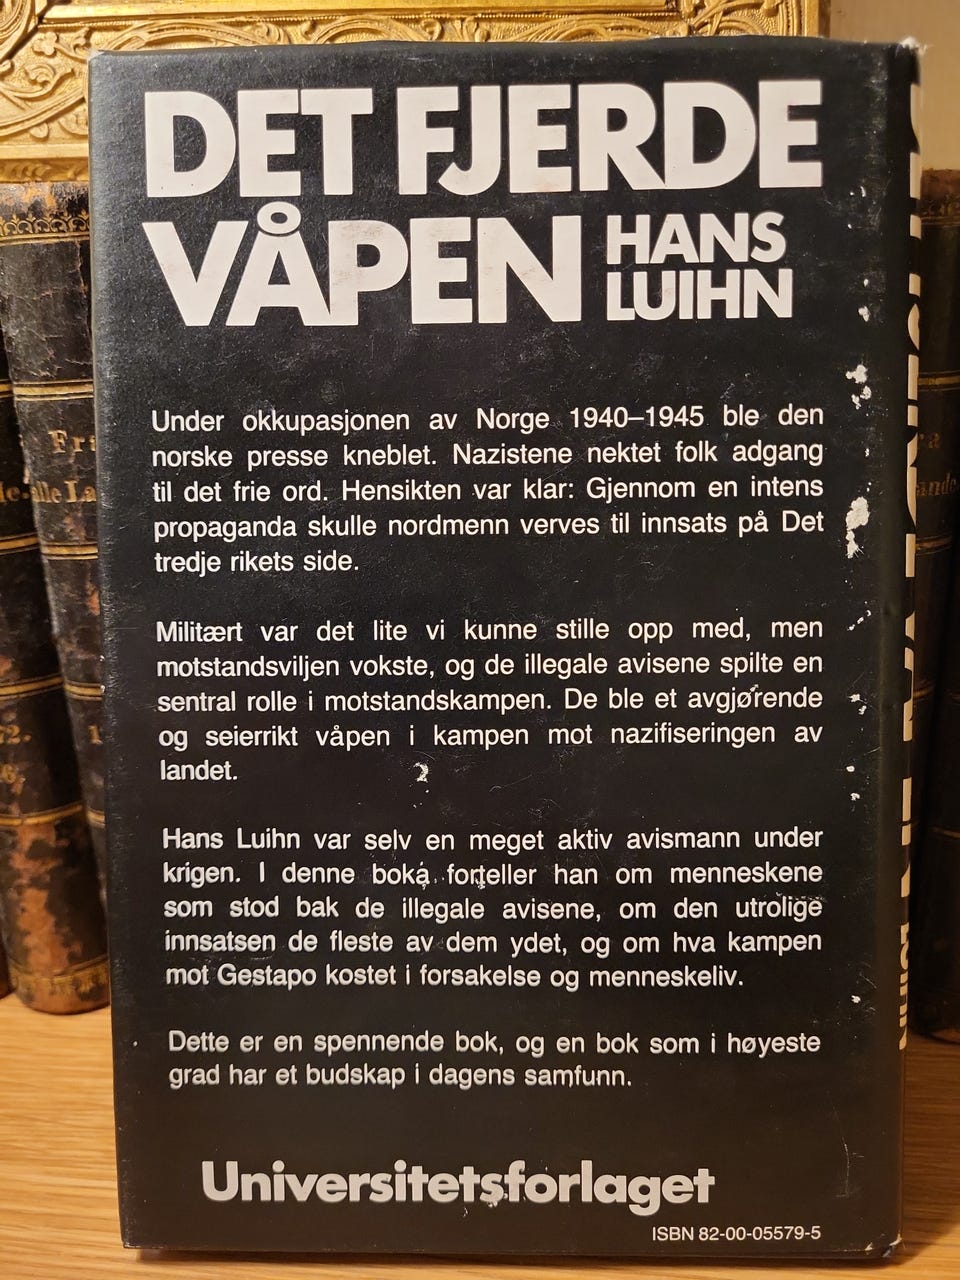 DET FJERDE
VÅPEN HANS
LUIHN
Under okkupasjonen av Norge 1940–1945 ble den
norske presse kneblet. Nazistene nektet folk adgang
til det frie ord. Hensikten var klar: Gjennom en intens
propaganda skulle nordmenn verves til innsats på Det
tredje rikets side.
Militært var det lite vi kunne stille opp med, men
motstandsviljen vokste, og de illegale avisene spilte en
sentral rolle i motstandskampen. De ble et avgjørende
og seierrikt våpen i kampen mot nazifiseringen av
landet.
Hans Luihn var selv en meget aktiv avismann under
krigen. I denne boka forteller han om menneskene
som stod bak de illegale avisene, om den utrolige
innsatsen de fleste av dem ydet, og om hva kampen
mot Gestapo kostet i forsakelse og menneskeliv.
Dette er en spennende bok, og en bok som i høyeste
grad har et budskap i dagens samfunn.
Universitetsforlaget
ISBN 82-00-05579-5